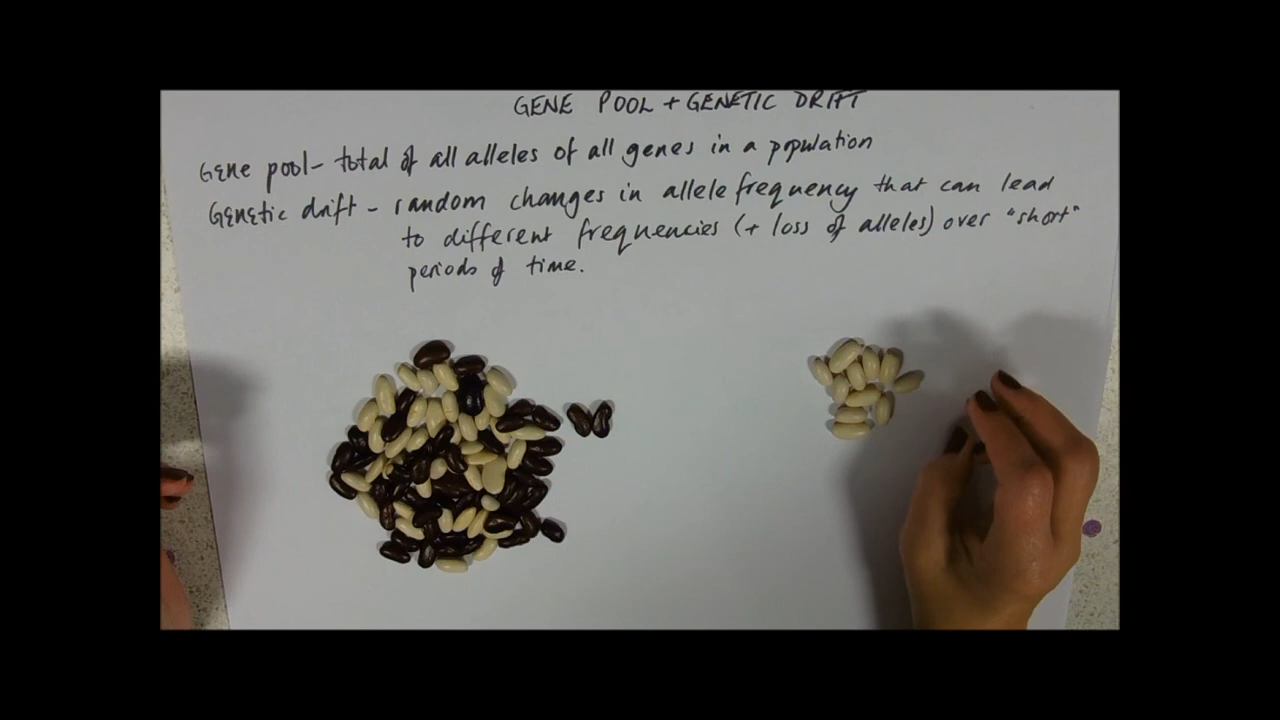 GENE POOL + GENETIC DRIFT
Gene pool - total of all alleles of all genes in a population
Genetic drift - random changes in allele frequency that can lead
to different frequencies (+ loss of alleles) over "short"
periods of time.